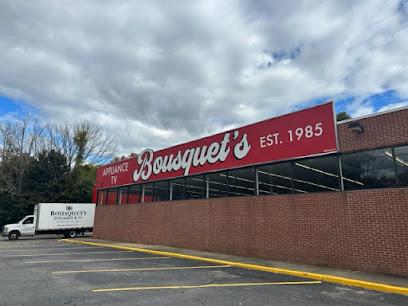 APPLIANCE
TV
Bousquet's
EST. 1985
BOUSQUET'S
APPLIANCE & TV